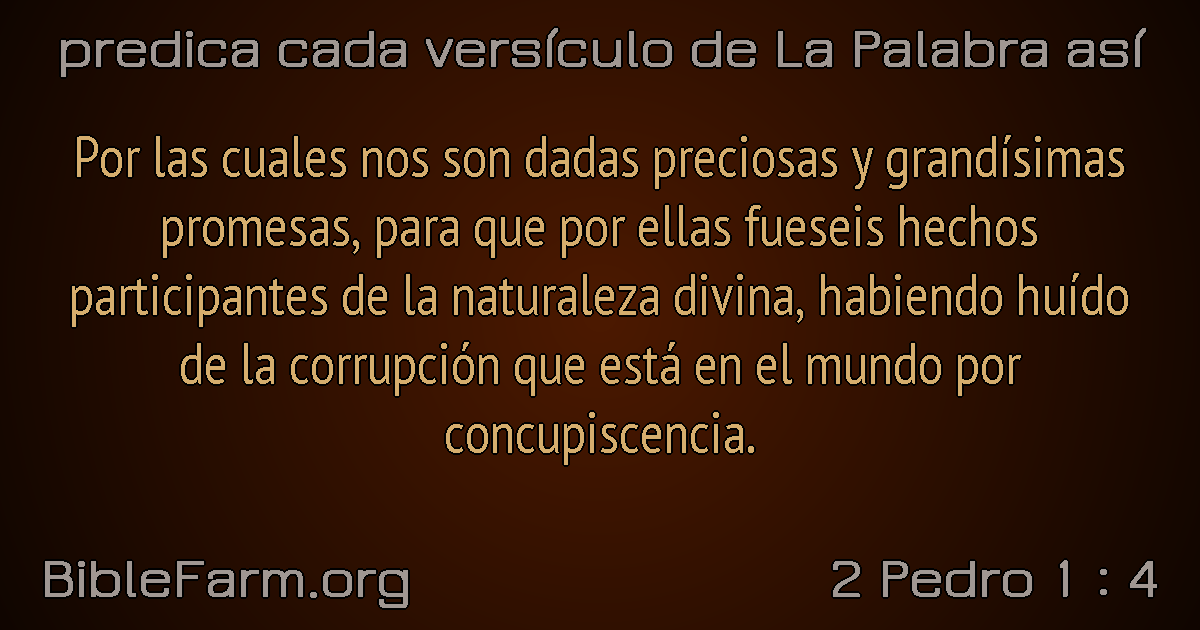 predica cada versículo de La Palabra así
Por las cuales nos son dadas preciosas y grandísimas
promesas, para que por ellas fueseis hechos
participantes de la naturaleza divina, habiendo huído
de la corrupción que está en el mundo por
concupiscencia.
BibleFarm.org
2 Pedro 1 : 4